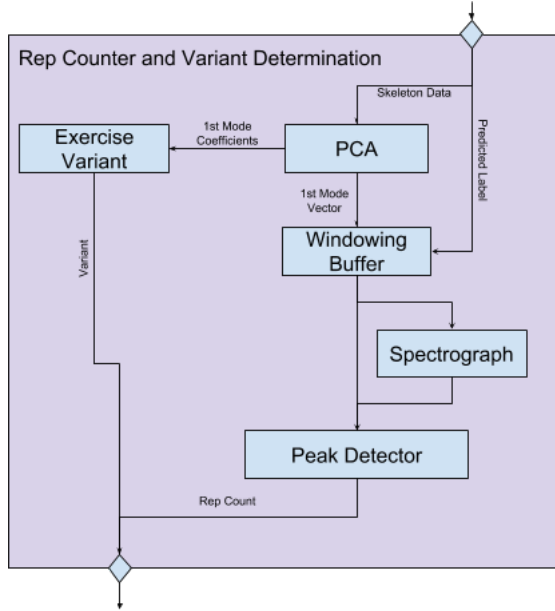 Rep Counter and Variant Determination
Skeleton Data
Predicted Label
1st Mode
Coefficients
Exercise
Variant
PCA
1st Mode
Vector
Variant
Windowing
Buffer
Spectrograph
Peak Detector
Rep Count